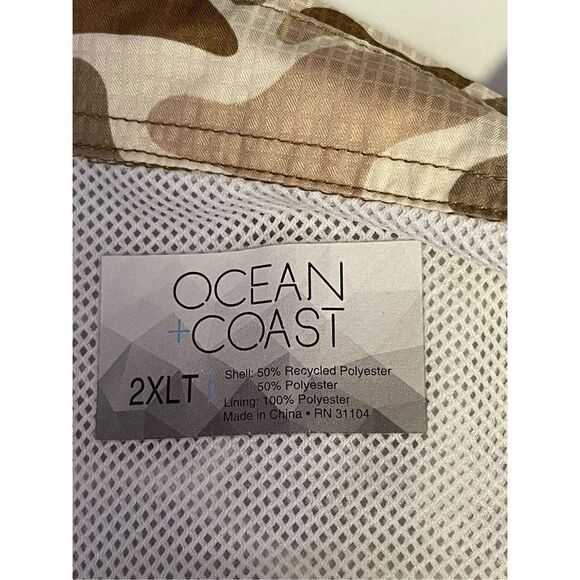 OCEAN
+COAST
2XLT
Shell: 50% Recycled Polyester
50% Polyester
Lining: 100% Polyester
Made in China • RN 31104